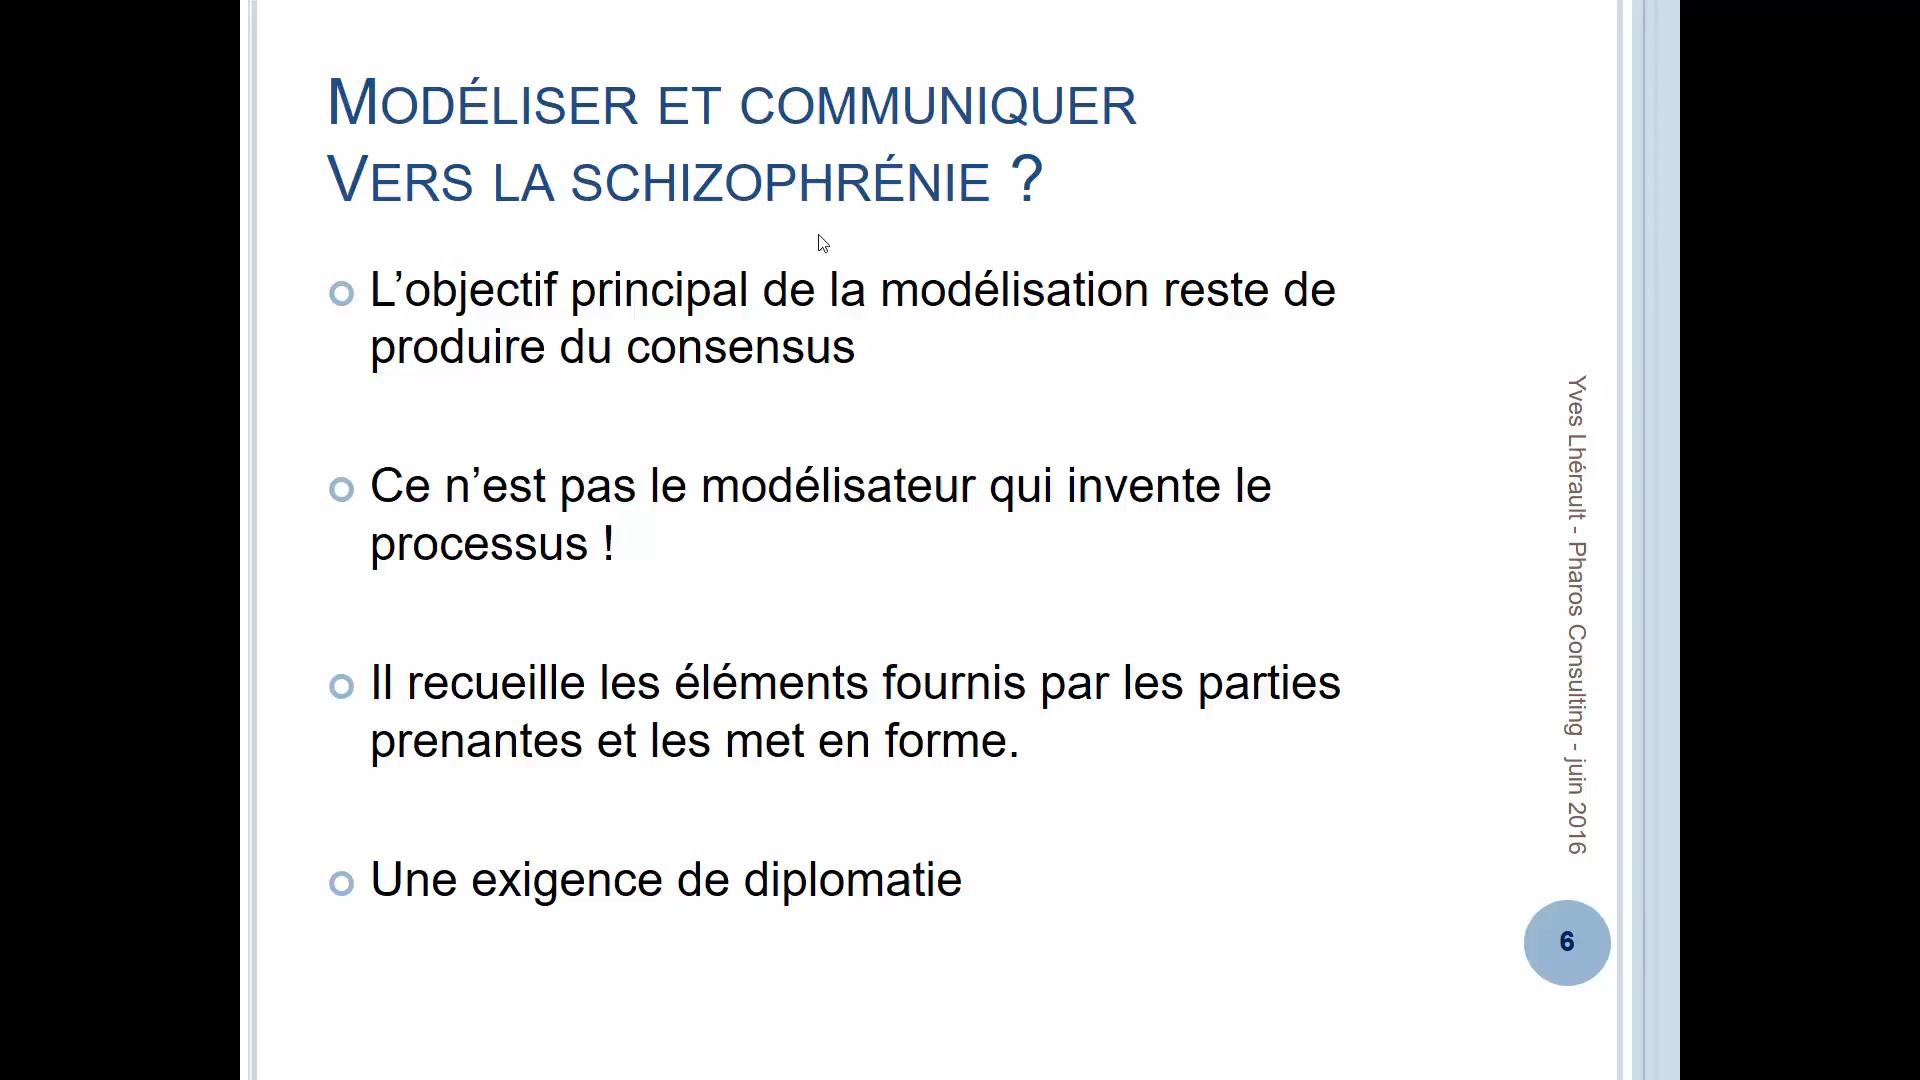 Modéliser et communiquer
Vers la schizophrénie ?
L’objectif principal de la modélisation reste de
produire du consensus
Ce n’est pas le modélisateur qui invente le
processus !
Il recueille les éléments fournis par les parties
prenantes et les met en forme.
Une exigence de diplomatie
Yves Lhérault - Pharos Consulting - juin 2016
6